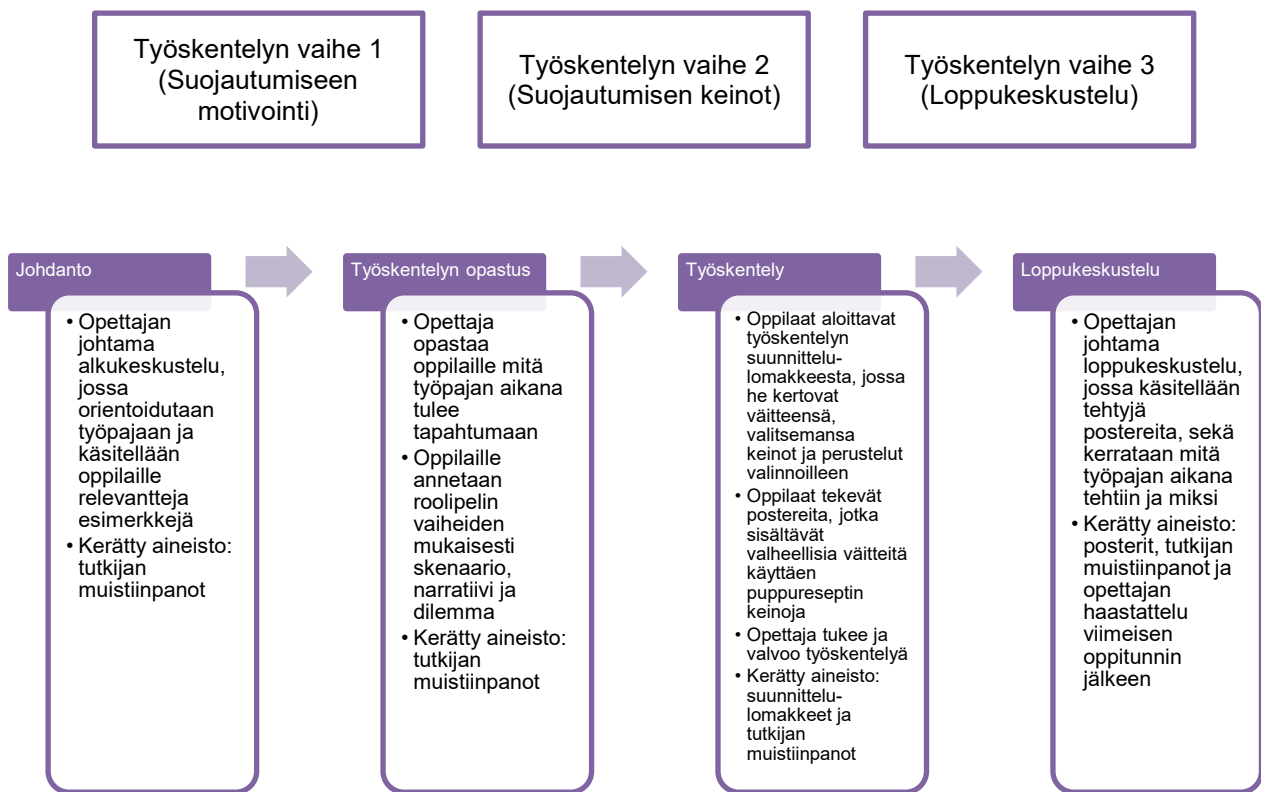 Työskentelyn vaihe 1
(Suojautumiseen
motivointi)
Työskentelyn vaihe 2
(Suojautumisen keinot)
Työskentelyn vaihe 3
(Loppukeskustelu)
Johdanto
• Opettajan
johtama
alkukeskustelu,
jossa
orientoidutaan
työpajaan ja
käsitellään
oppilaille
relevantteja
esimerkkejä
• Kerätty aineisto:
tutkijan
muistiinpanot
Työskentelyn opastus
• Opettaja
opastaa
oppilaille mitä
työpajan aikana
tulee
tapahtumaan
• Oppilaille
annetaan
roolipelin
vaiheiden
mukaisesti
skenaario,
narratiivi ja
dilemma
• Kerätty aineisto:
tutkijan
muistiinpanot
Työskentely
• Oppilaat aloittavat
työskentelyn
suunnittelu-
lomakkeesta, jossa
he kertovat
väitteensä,
valitsemansa
keinot ja perustelut
valinnoilleen
• Oppilaat tekevät
postereita, jotka
sisältävät
valheellisia väitteitä
käyttäen
puppureseptin
keinoja
• Opettaja tukee ja
valvoo työskentelyä
• Kerätty aineisto:
suunnittelu-
lomakkeet ja
tutkijan
muistiinpanot
Loppukeskustelu
• Opettajan
johtama
loppukeskustelu,
jossa käsitellään
tehtyjä
postereita, sekä
kerrataan mitä
työpajan aikana
tehtiin ja miksi
• Kerätty aineisto:
posterit, tutkijan
muistiinpanot ja
opettajan
haastattelu
viimeisen
oppitunnin
jälkeen